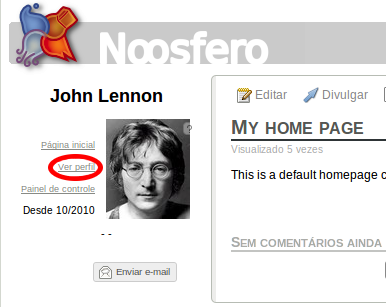 Noosfero
John Lennon
Página inicial
Ver perfil
Painel de controle
Desde 10/2010
- -
Enviar e-mail
Editar Divulgar
My home page
Visualizado 5 vezes
This is a default homepage c
Sem comentários ainda